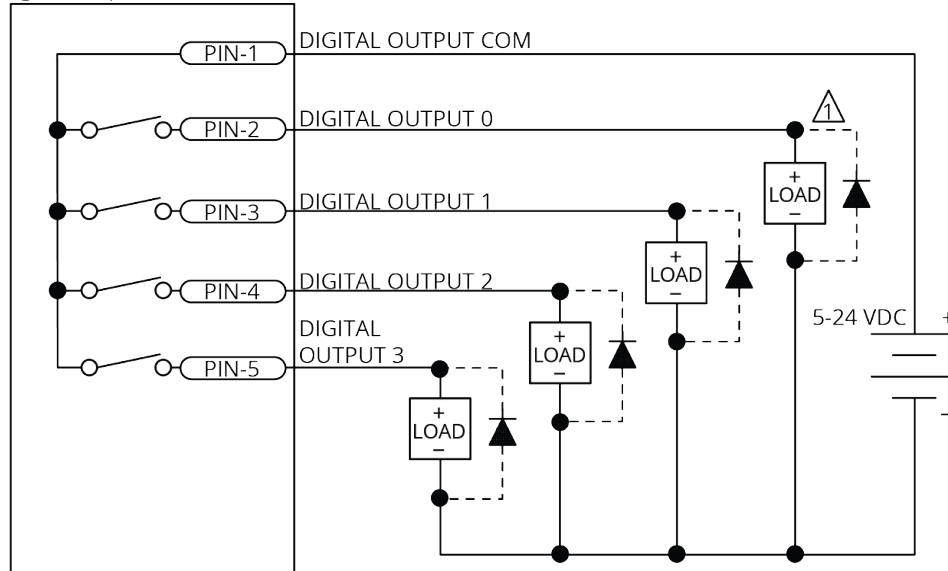 DIGITAL OUTPUT COM
PIN-1
DIGITAL OUTPUT 0
PIN-2
1
+
LOAD
−
DIGITAL OUTPUT 1
PIN-3
+
LOAD
−
DIGITAL OUTPUT 2
PIN-4
+
LOAD
−
5-24 VDC
+
−
DIGITAL
OUTPUT 3
PIN-5
+
LOAD
−